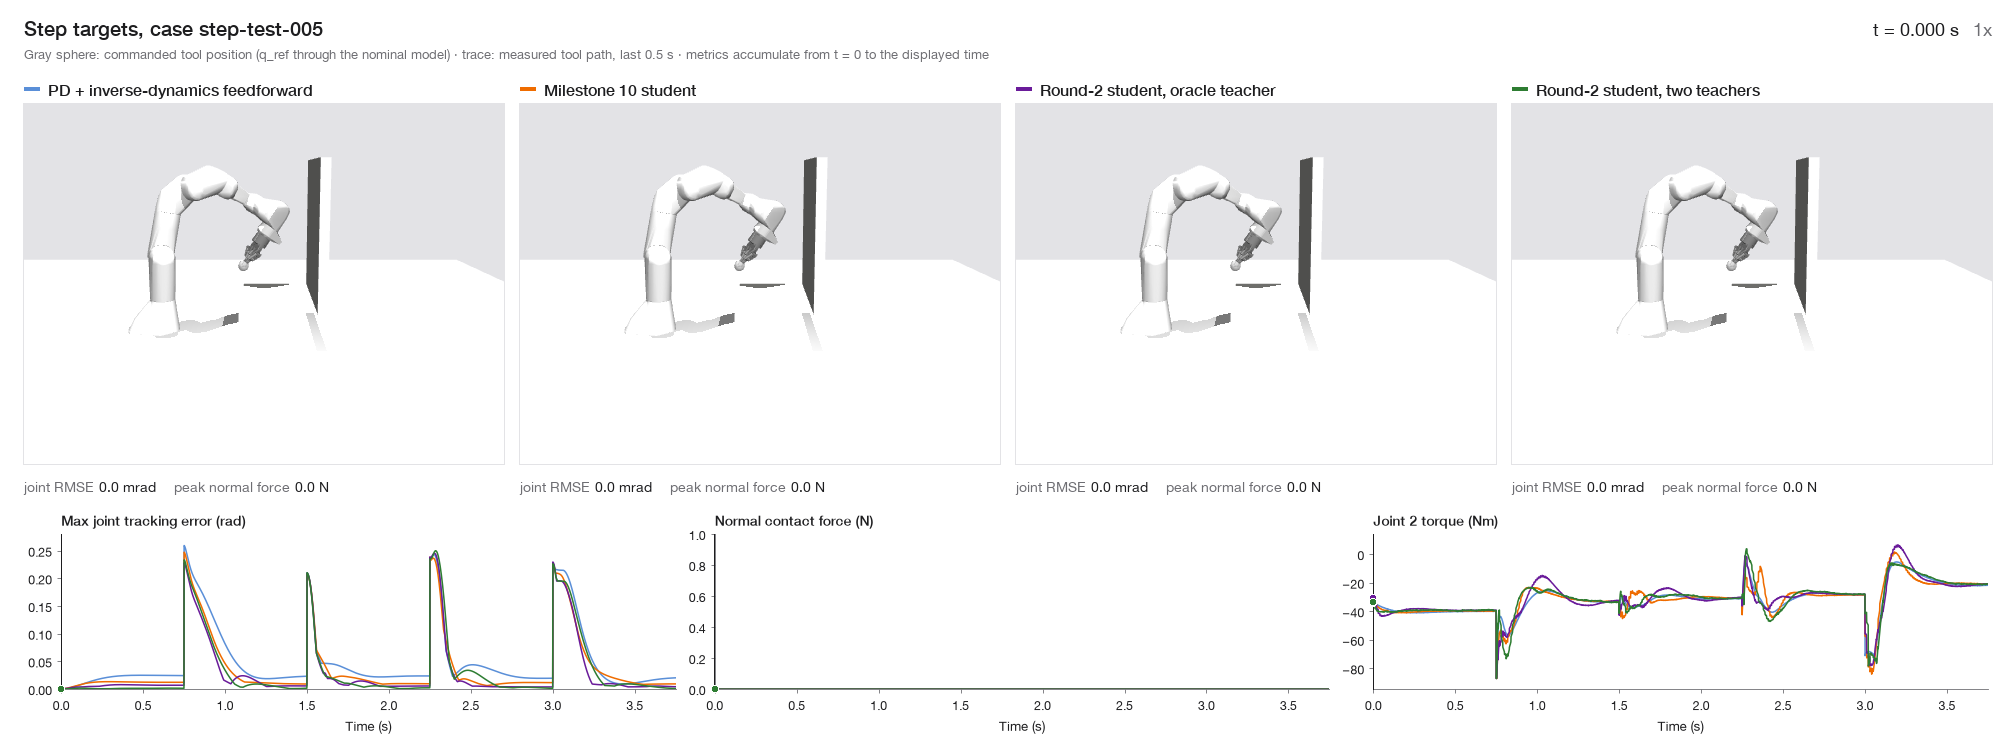 Step targets, case step-test-005
t = 0.000 s 1x
Gray sphere: commanded tool position (q_ref through the nominal model) · trace: measured tool path, last 0.5 s · metrics accumulate from t = 0 to the displayed time
PD + inverse-dynamics feedforward
Milestone 10 student
Round-2 student, oracle teacher
Round-2 student, two teachers
joint RMSE 0.0 mrad peak normal force 0.0 N
joint RMSE 0.0 mrad peak normal force 0.0 N
joint RMSE 0.0 mrad peak normal force 0.0 N
joint RMSE 0.0 mrad peak normal force 0.0 N
Max joint tracking error (rad)
0.25
0.20
0.15
0.10
0.05
0.00
0.0 0.5 1.0 1.5 2.0 2.5 3.0 3.5
Time (s)
Normal contact force (N)
1.0
0.8
0.6
0.4
0.2
0.0
0.0 0.5 1.0 1.5 2.0 2.5 3.0 3.5
Time (s)
Joint 2 torque (Nm)
0
−20
−40
−60
−80
0.0 0.5 1.0 1.5 2.0 2.5 3.0 3.5
Time (s)